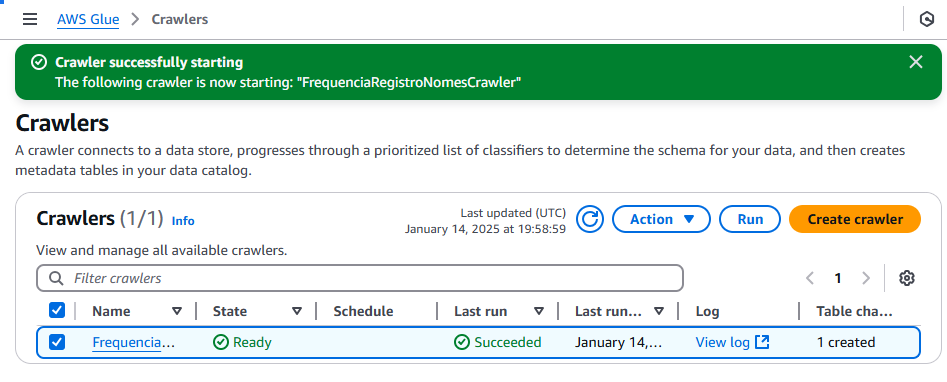 AWS Glue > Crawlers
Crawler successfully starting
The following crawler is now starting: "FrequenciaRegistroNomesCrawler"
Crawlers
A crawler connects to a data store, progresses through a prioritized list of classifiers to determine the schema for your data, and then creates
metadata tables in your data catalog.
Crawlers (1/1) Info
Last updated (UTC)
January 14, 2025 at 19:58:59
Action
Run
Create crawler
View and manage all available crawlers.
Filter crawlers
1
Name State Schedule Last run Last run... Log Table cha...
Frequencia... Ready Succeeded January 14,... View log 1 created